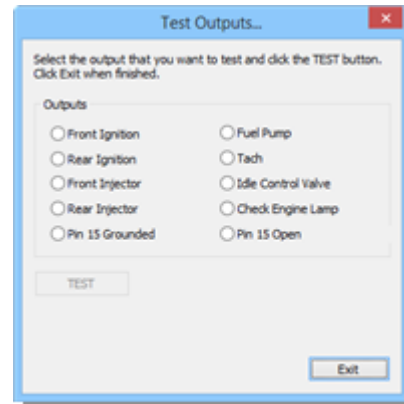 Test Outputs...
Select the output that you want to test and click the TEST button.
Click Exit when finished.
Outputs
Front Ignition
Fuel Pump
Rear Ignition
Tach
Front Injector
Idle Control Valve
Rear Injector
Check Engine Lamp
Pin 15 Grounded
Pin 15 Open
TEST
Exit